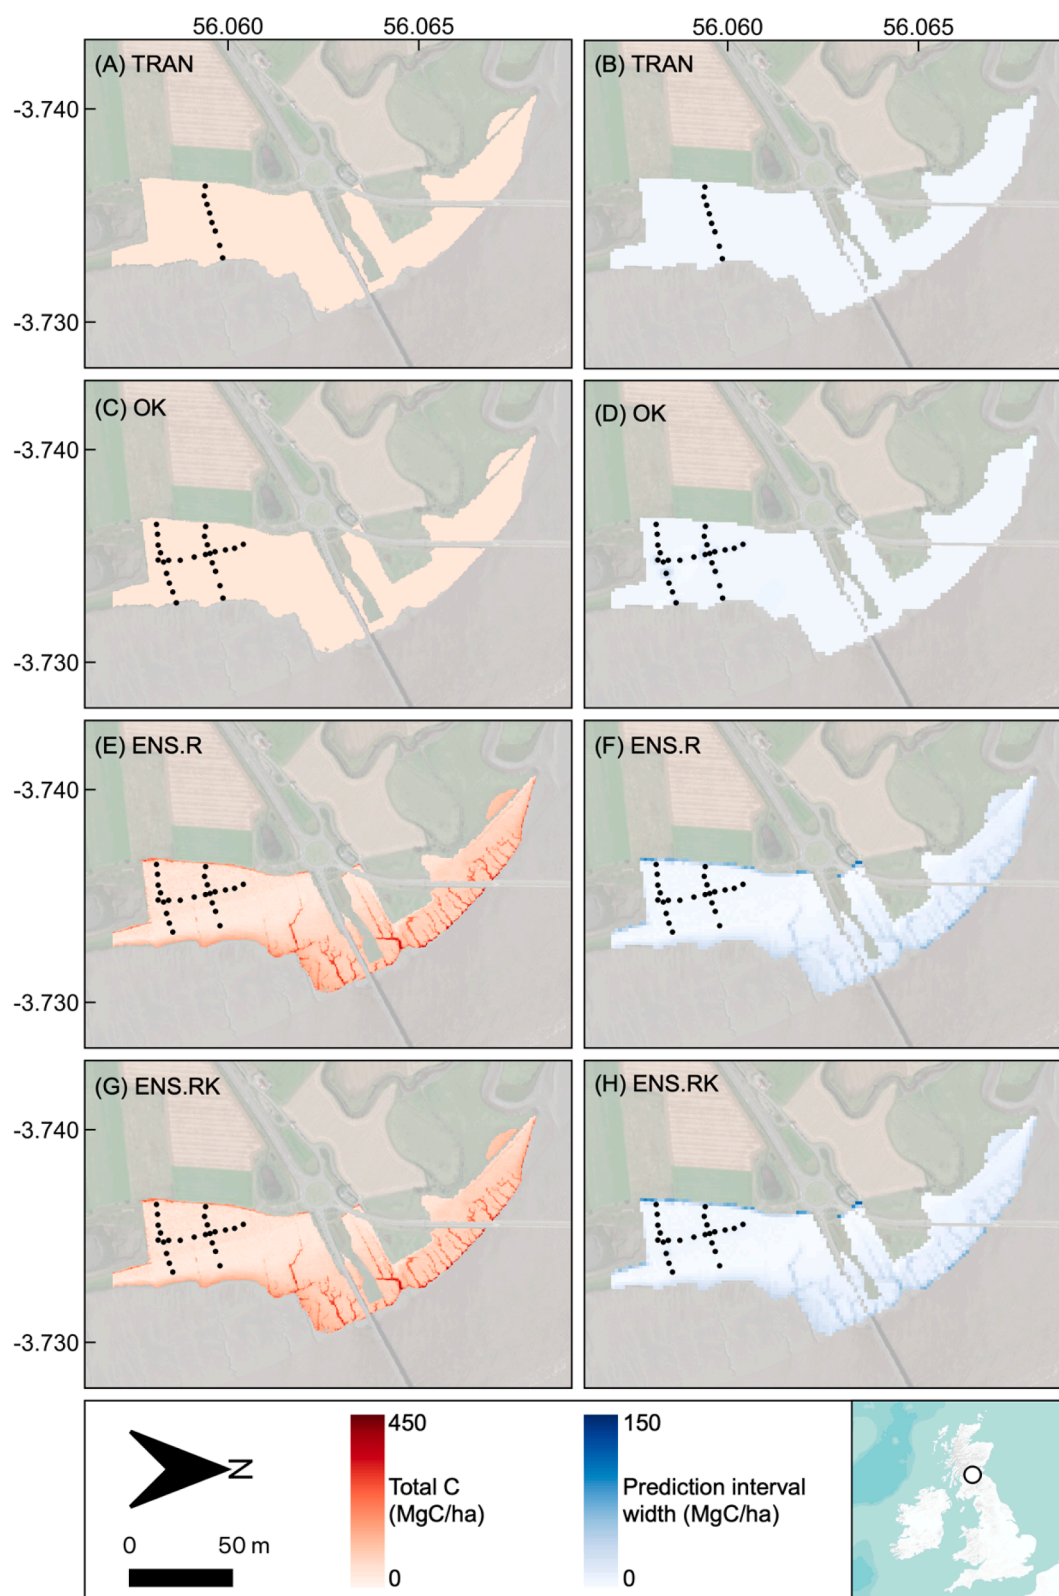 56.060 56.065 56.060 56.065
(A) TRAN (B) TRAN
-3.740
-3.730
(C) OK (D) OK
-3.740
-3.730
(E) ENS.R (F) ENS.R
-3.740
-3.730
(G) ENS.RK (H) ENS.RK
-3.740
-3.730
N
0 50 m
450
Total C
(MgC/ha)
0
150
Prediction interval
width (MgC/ha)
0